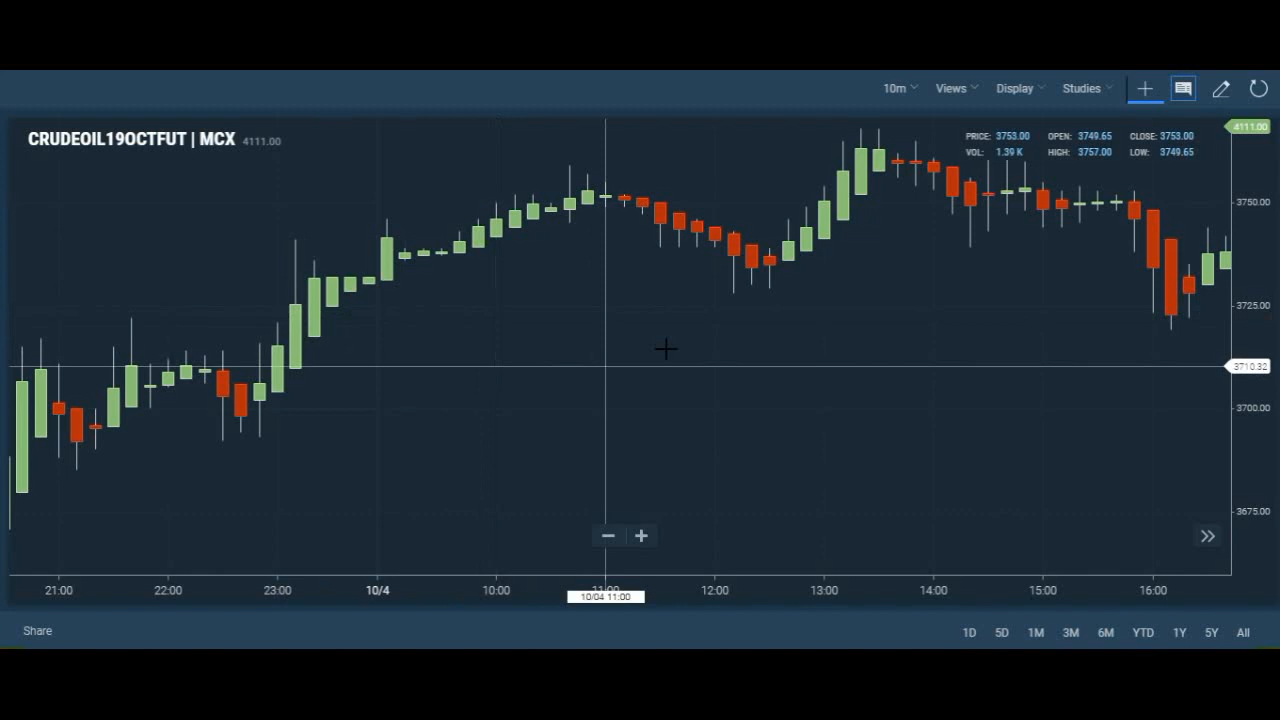 10m Views Display Studies
CRUDEOIL19OCTFUT | MCX 4111.00
4111.00
PRICE: 3753.00 OPEN: 3749.65 CLOSE: 3753.00
VOL: 1.39 K HIGH: 3757.00 LOW: 3749.65
3750.00
3725.00
3710.32
3700.00
3675.00
21:00 22:00 23:00 10/4 10:00 11:00 12:00 13:00 14:00 15:00 16:00
10/04 11:00
Share 1D 5D 1M 3M 6M YTD 1Y 5Y All